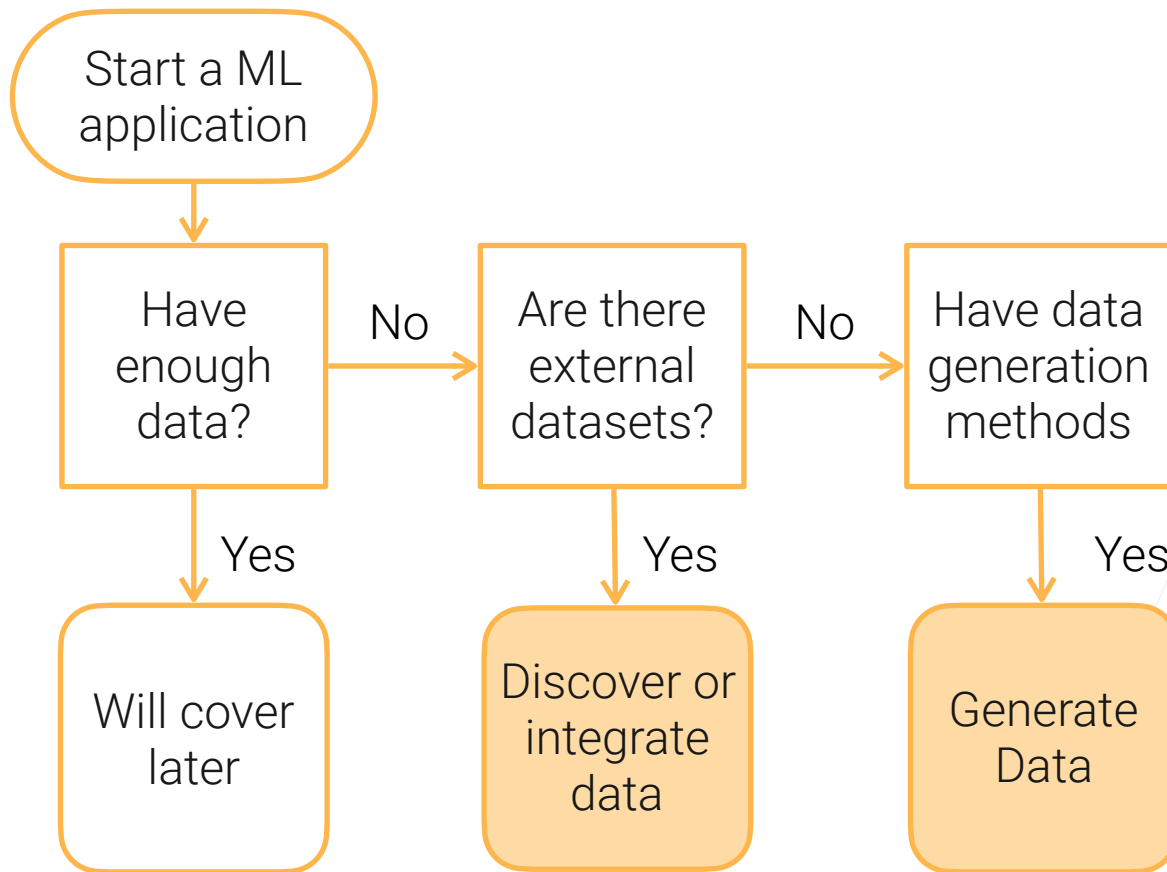 Start a ML
application
Have
enough
data?
No
Are there
external
datasets?
No
Have data
generation
methods
Yes
Yes
Yes
Will cover
later
Discover or
integrate
data
Generate
Data